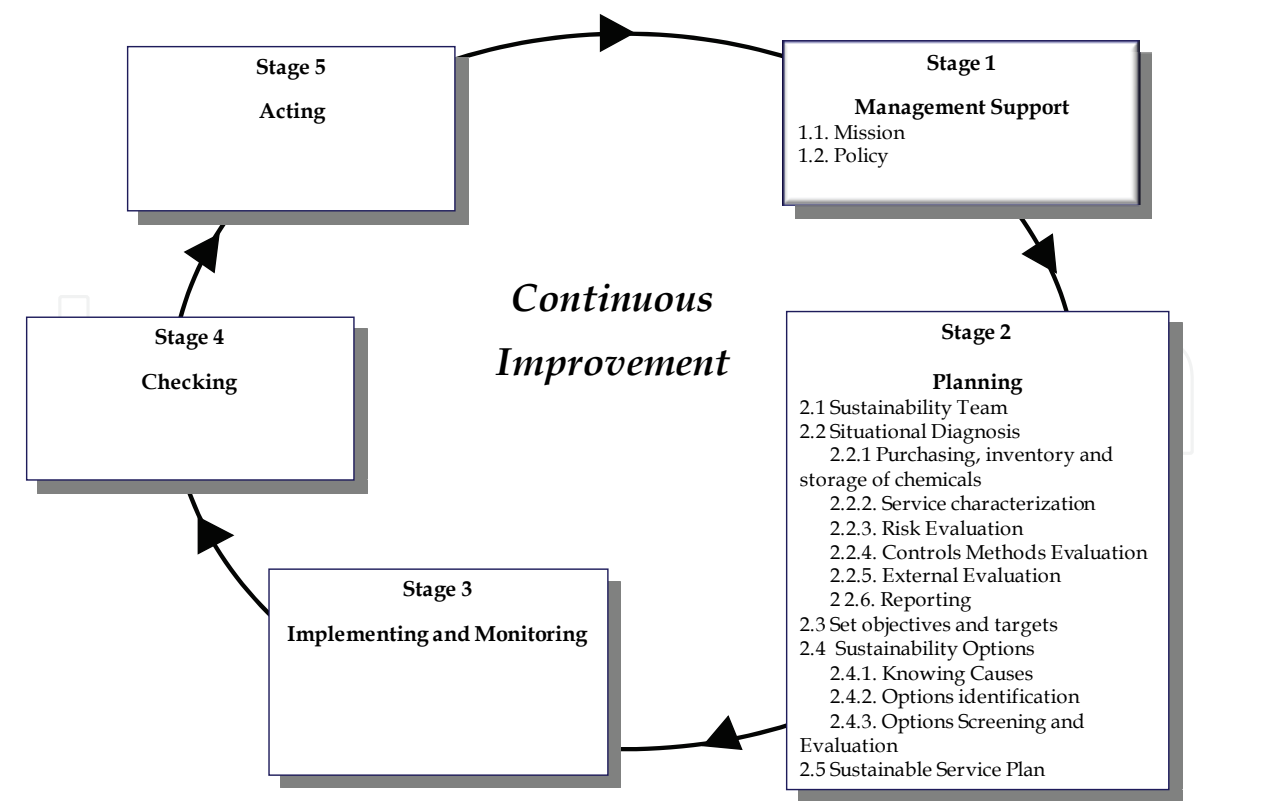 Stage 5
Acting
Stage 1
Management Support
1.1. Mission
1.2. Policy
Continuous
Improvement
Stage 4
Checking
Stage 2
Planning
2.1 Sustainability Team
2.2 Situational Diagnosis
2.2.1 Purchasing, inventory and
storage of chemicals
2.2.2. Service characterization
2.2.3. Risk Evaluation
2.2.4. Controls Methods Evaluation
2.2.5. External Evaluation
2 2.6. Reporting
2.3 Set objectives and targets
2.4 Sustainability Options
2.4.1. Knowing Causes
2.4.2. Options identification
2.4.3. Options Screening and
Evaluation
2.5 Sustainable Service Plan
Stage 3
Implementing and Monitoring